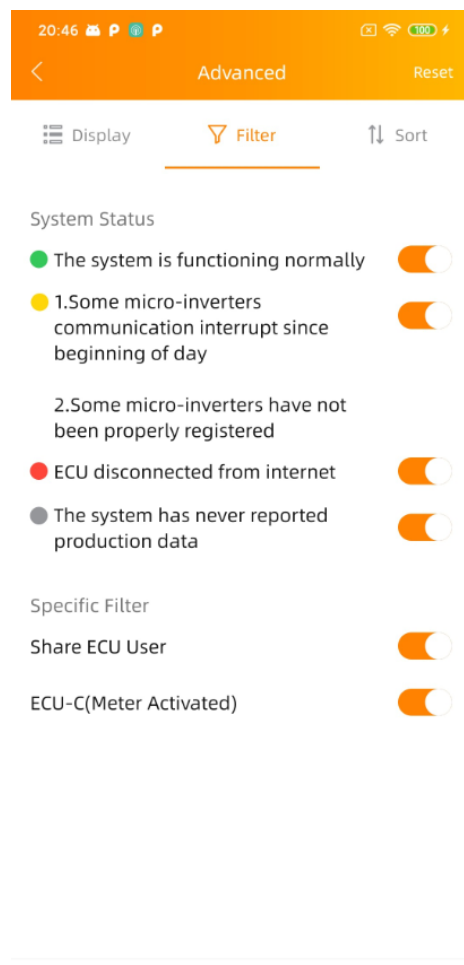 20:46
100
Advanced
Reset
Display
Filter
Sort
System Status
The system is functioning normally
1.Some micro-inverters
communication interrupt since
beginning of day
2.Some micro-inverters have not
been properly registered
ECU disconnected from internet
The system has never reported
production data
Specific Filter
Share ECU User
ECU-C(Meter Activated)